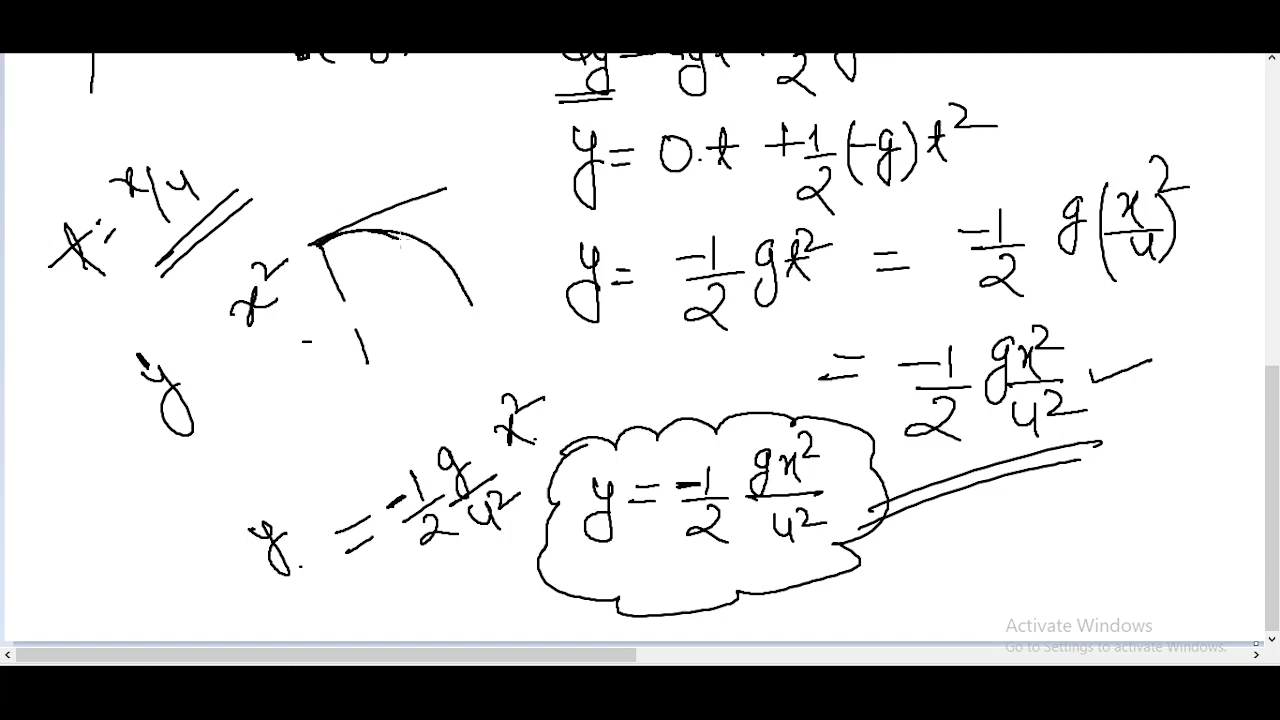 y = 0.t + 1/2 (-g) t²
t = x/u
y = -1/2 gt² = -1/2 g(x/u)²
x²
y
= -1/2 gx²/u² ✓
y = -1/2 g/u² x²
y = -1/2 gx²/u²
Activate Windows
Go to Settings to activate Windows.